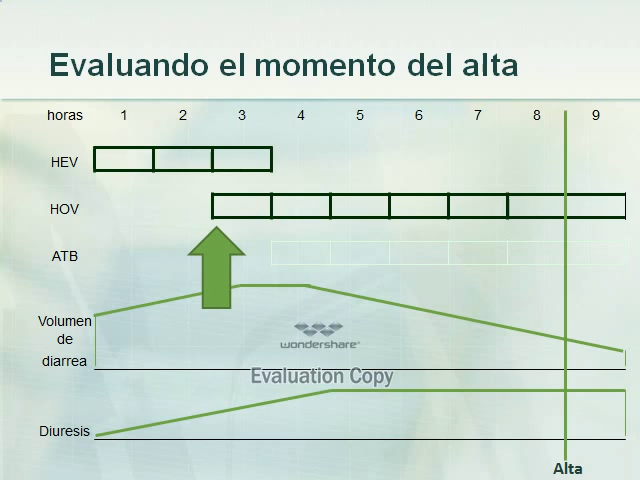 Evaluando el momento del alta
horas 1 2 3 4 5 6 7 8 9
HEV
HOV
ATB
Volumen
de
diarrea
wondershare®
Evaluation Copy
Diuresis
Alta